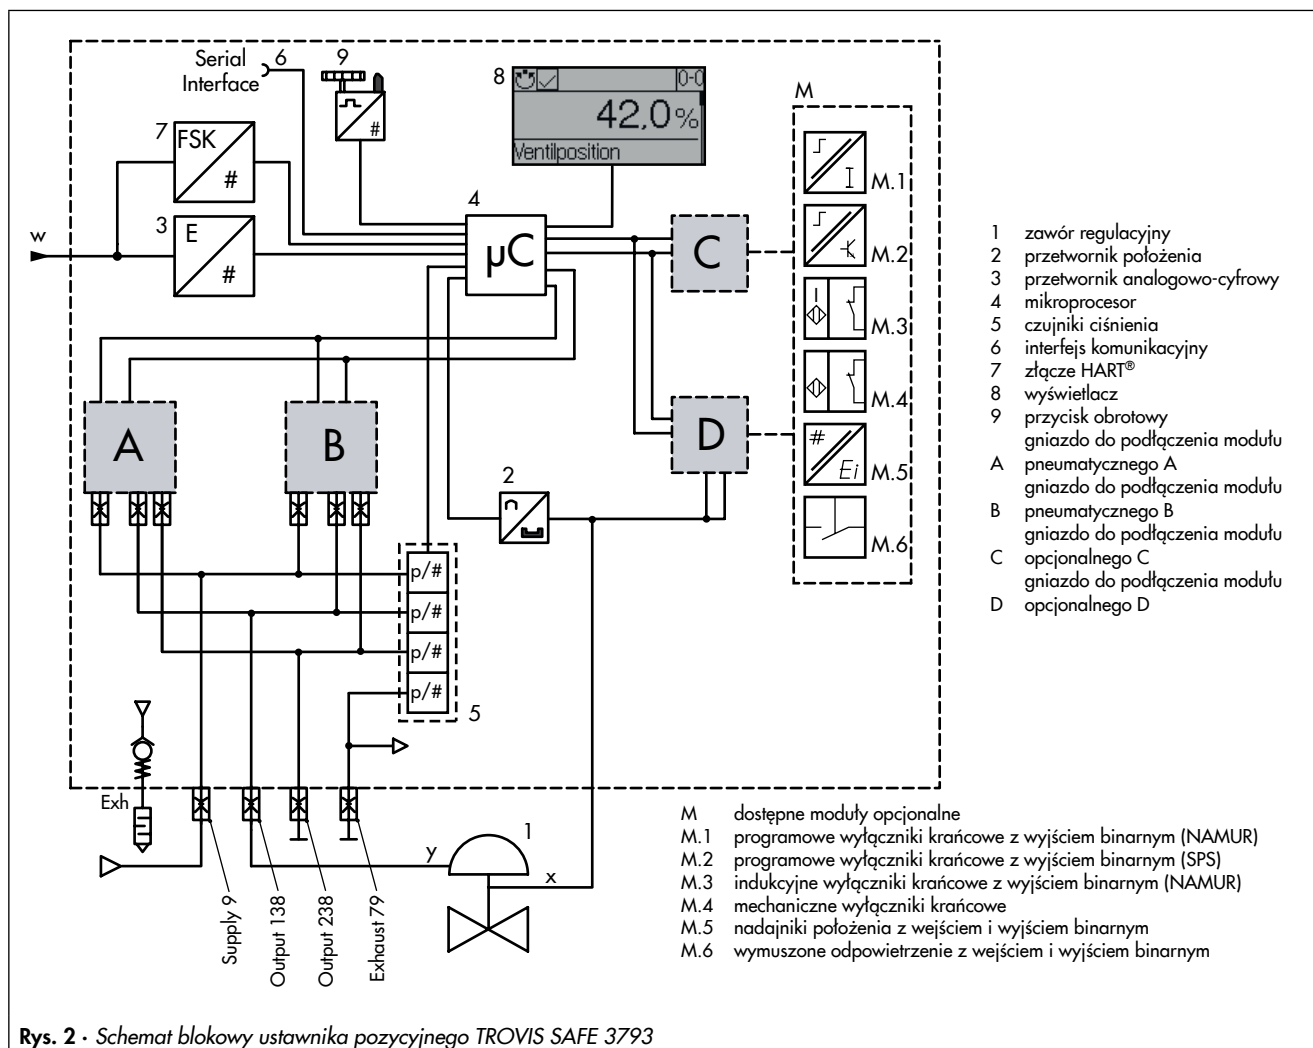 Serial
Interface
6
9
8
0-0
42,0%
Ventilposition
M
7
FSK
#
#
M.1
4
µC
3
E
#
w
C
M.2
M.3
A
B
D
M.4
#
Ei
M.5
2
M.6
p/#
p/#
p/#
p/#
5
Exh
y
1
x
Supply 9
Output 138
Output 238
Exhaust 79
1 zawór regulacyjny
2 przetwornik położenia
3 przetwornik analogowo-cyfrowy
4 mikroprocesor
5 czujniki ciśnienia
6 interfejs komunikacyjny
7 złącze HART®
8 wyświetlacz
9 przycisk obrotowy
gniazdo do podłączenia modułu
A pneumatycznego A
gniazdo do podłączenia modułu
B pneumatycznego B
gniazdo do podłączenia modułu
C opcjonalnego C
gniazdo do podłączenia modułu
D opcjonalnego D
M dostępne moduły opcjonalne
M.1 programowe wyłączniki krańcowe z wyjściem binarnym (NAMUR)
M.2 programowe wyłączniki krańcowe z wyjściem binarnym (SPS)
M.3 indukcyjne wyłączniki krańcowe z wyjściem binarnym (NAMUR)
M.4 mechaniczne wyłączniki krańcowe
M.5 nadajniki położenia z wejściem i wyjściem binarnym
M.6 wymuszone odpowietrzenie z wejściem i wyjściem binarnym
Rys. 2 · Schemat blokowy ustawnika pozycyjnego TROVIS SAFE 3793